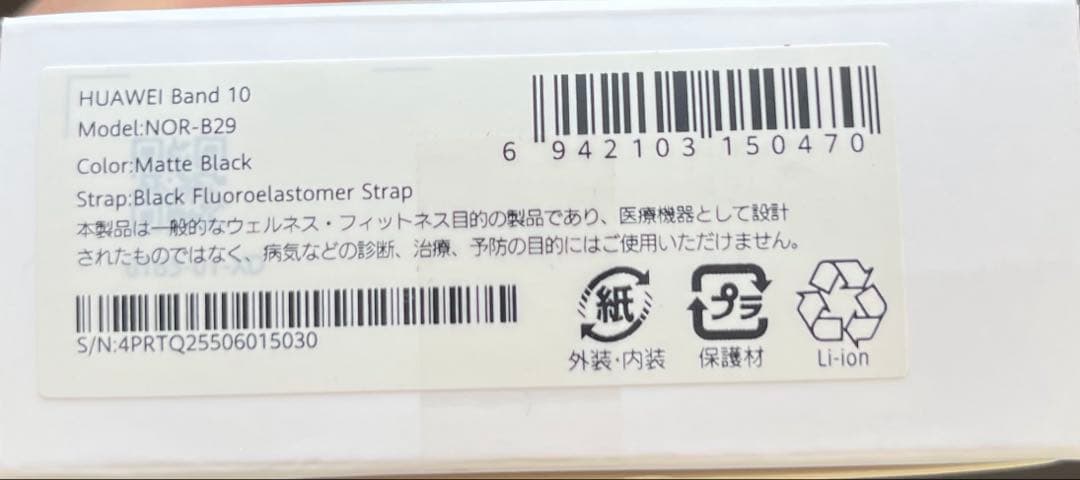 HUAWEI Band 10
Model:NOR-B29
Color:Matte Black
Strap:Black Fluoroelastomer Strap
6 942103 150470
本製品は一般的なウェルネス・フィットネス目的の製品であり、医療機器として設計
されたものではなく、病気などの診断、治療、予防の目的にはご使用いただけません。
S/N:4PRTQ25506015030
紙
外装・内装
プラ
保護材
Li-ion